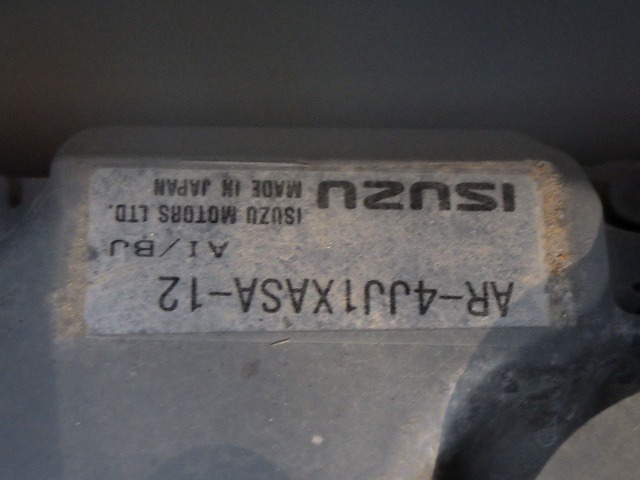 AR-4JJ1XASA-12
AI/BJ
ISUZU
ISUZU MOTORS LTD.
MADE IN JAPAN